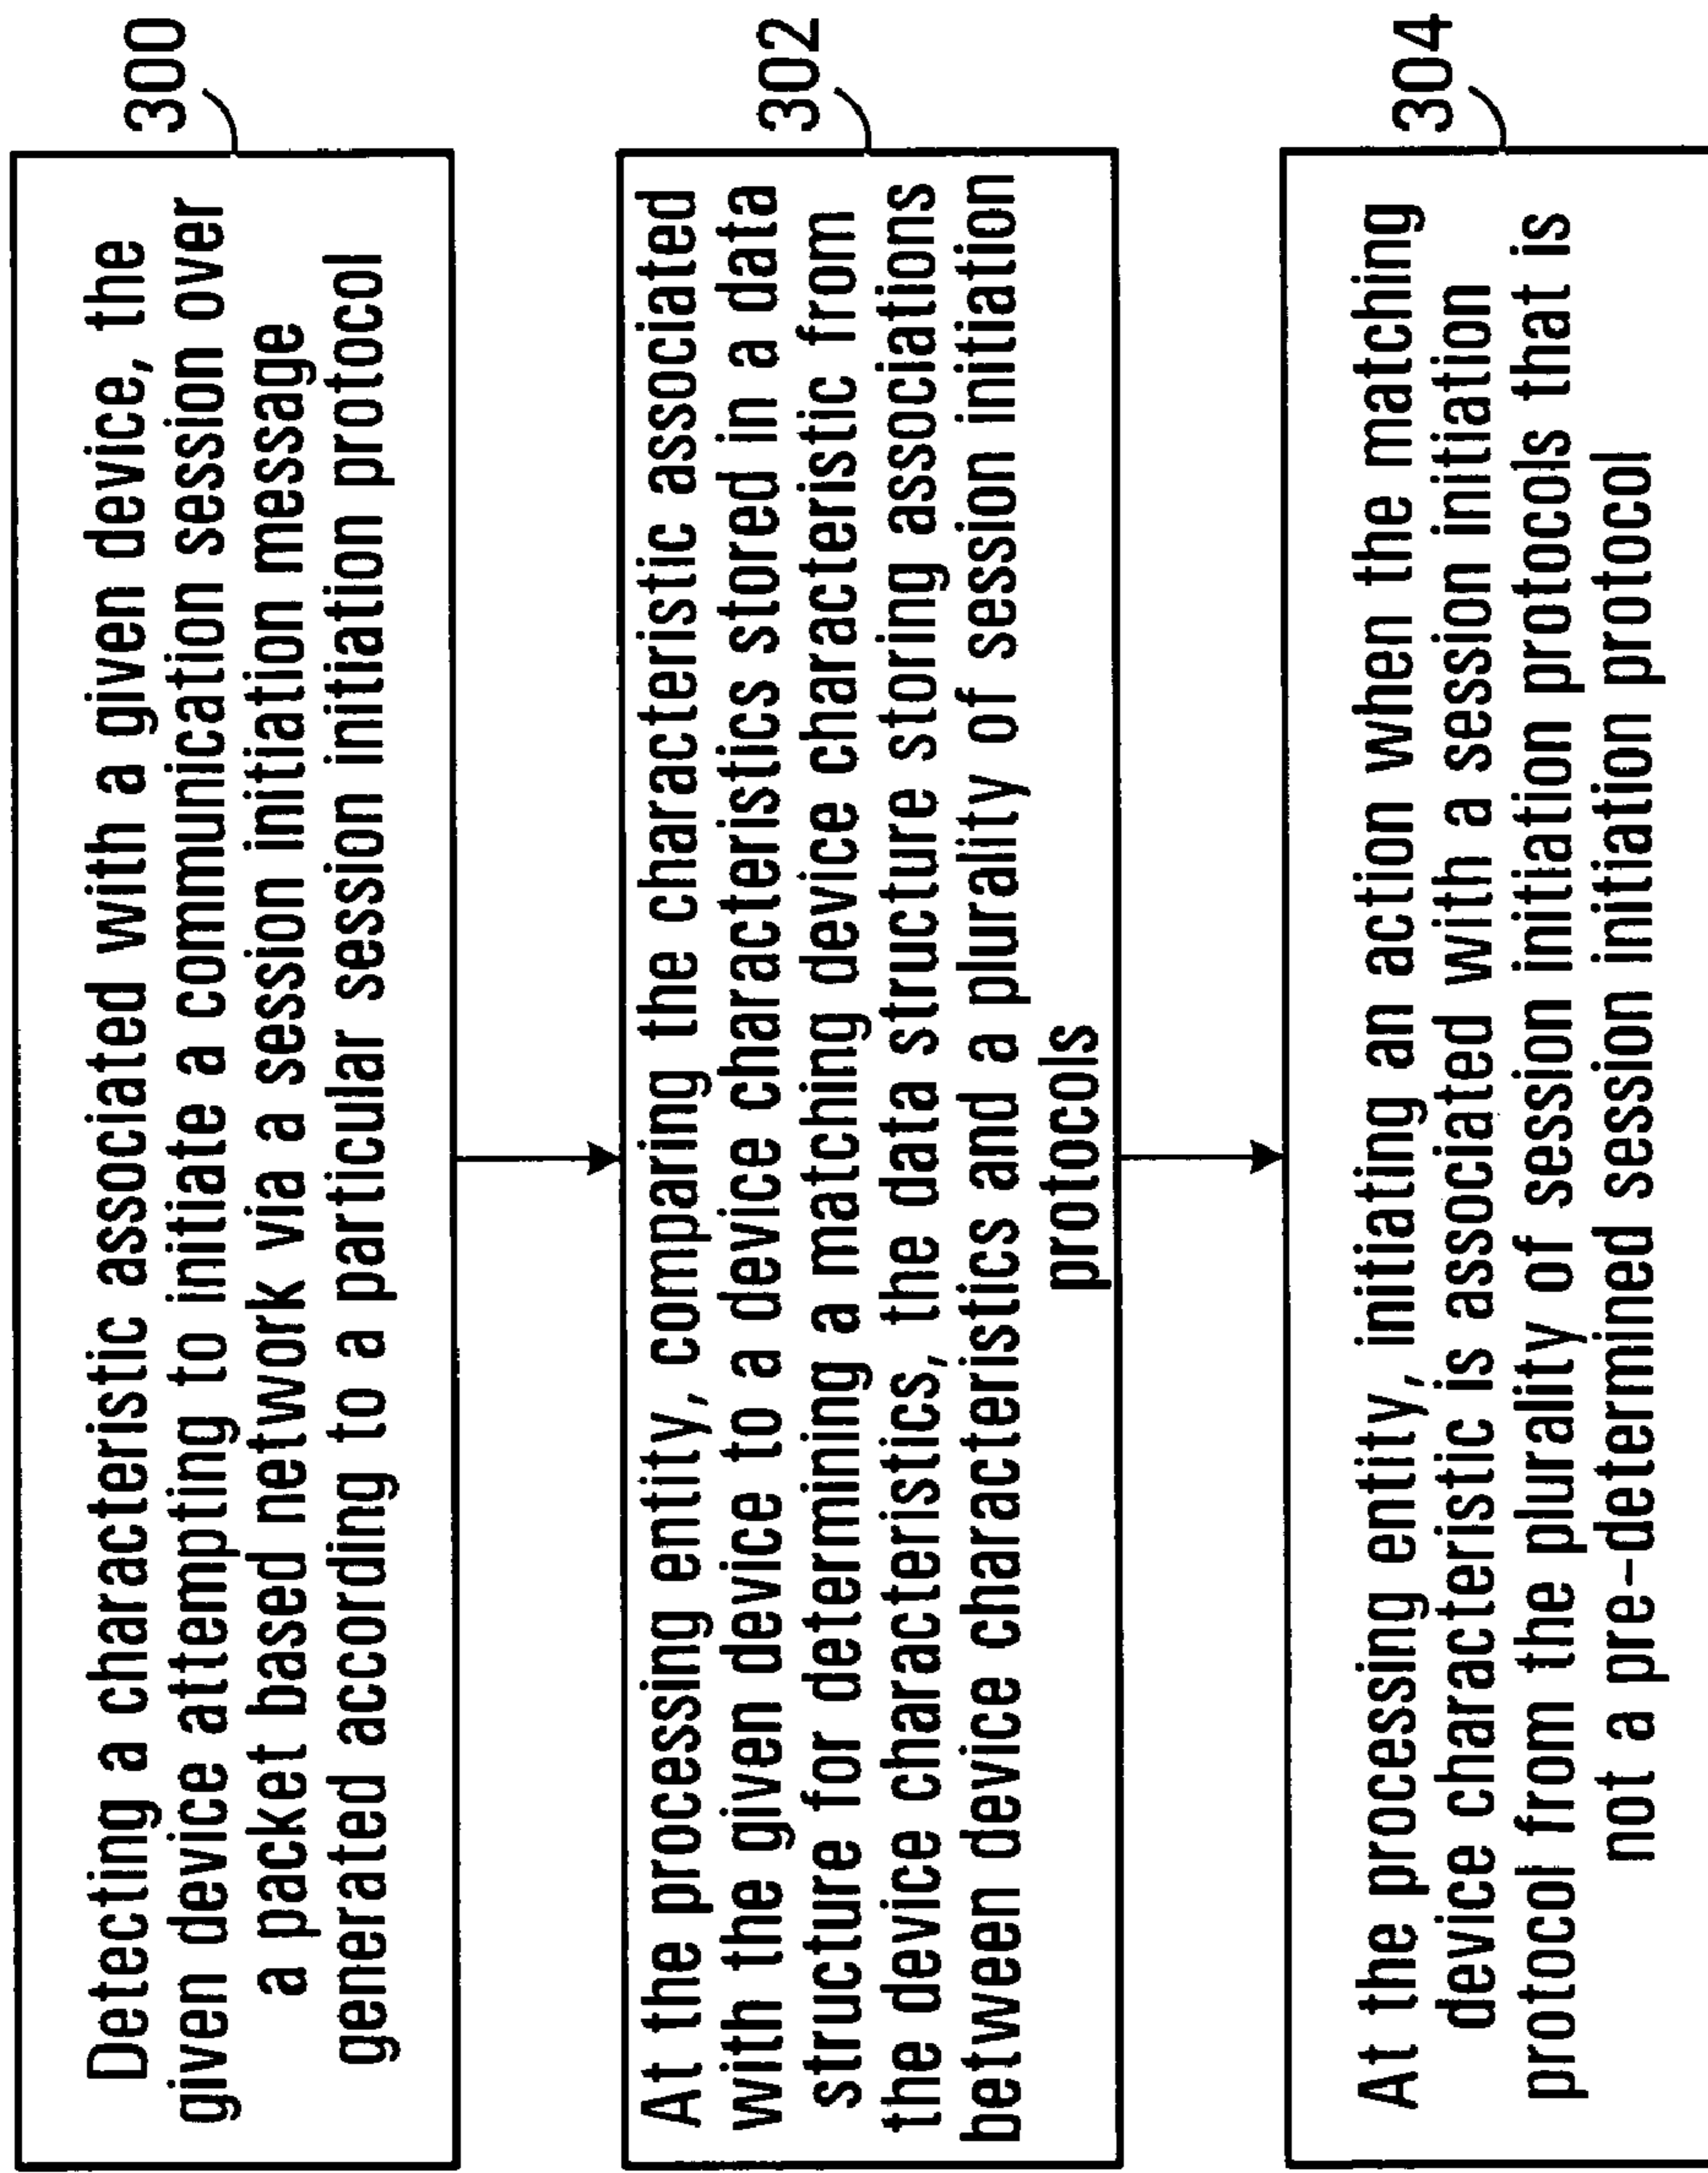 Detecting a characteristic associated with a given device, the
given device attempting to initiate a communication session over
a packet based network via a session initiation message
generated according to a particular session initiation protocol
300
At the processing entity, comparing the characteristic associated
with the given device to a device characteristics stored in a data
structure for determining a matching device characteristic from
the device characteristics, the data structure storing associations
between device characteristics and a plurality of session initiation
protocols
302
At the processing entity, initiating an action when the matching
device characteristic is associated with a session initiation
protocol from the plurality of session initiation protocols that is
not a pre-determined session initiation protocol
304